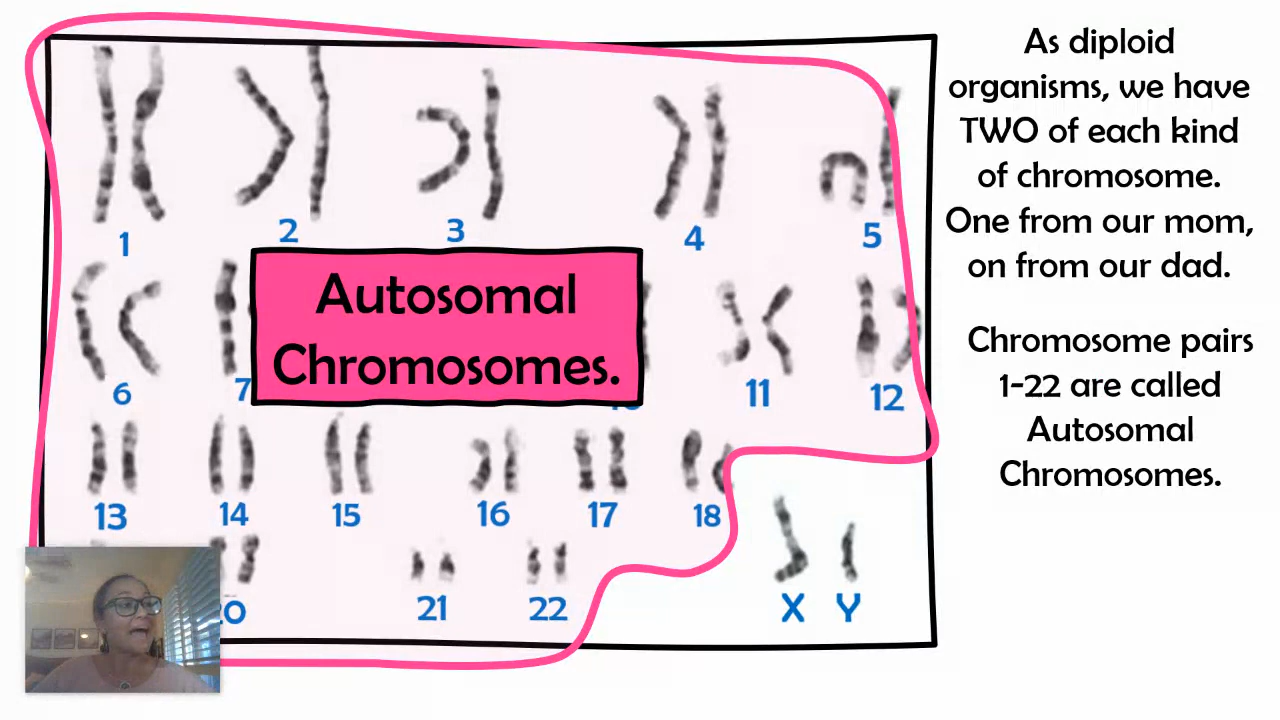 As diploid
organisms, we have
TWO of each kind
of chromosome.
One from our mom,
on from our dad.
Chromosome pairs
1-22 are called
Autosomal
Chromosomes.
1
2
3
4
5
Autosomal
Chromosomes.
6
7
11
12
13
14
15
16
17
18
20
21
22
X
Y